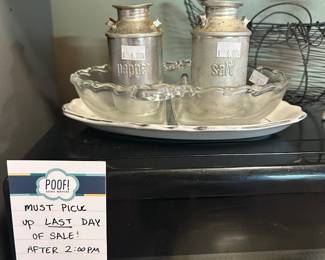 pepper
salt
POOF!
MUST PICK
up LAST DAY
OF SALE!
AFTER 2:00PM